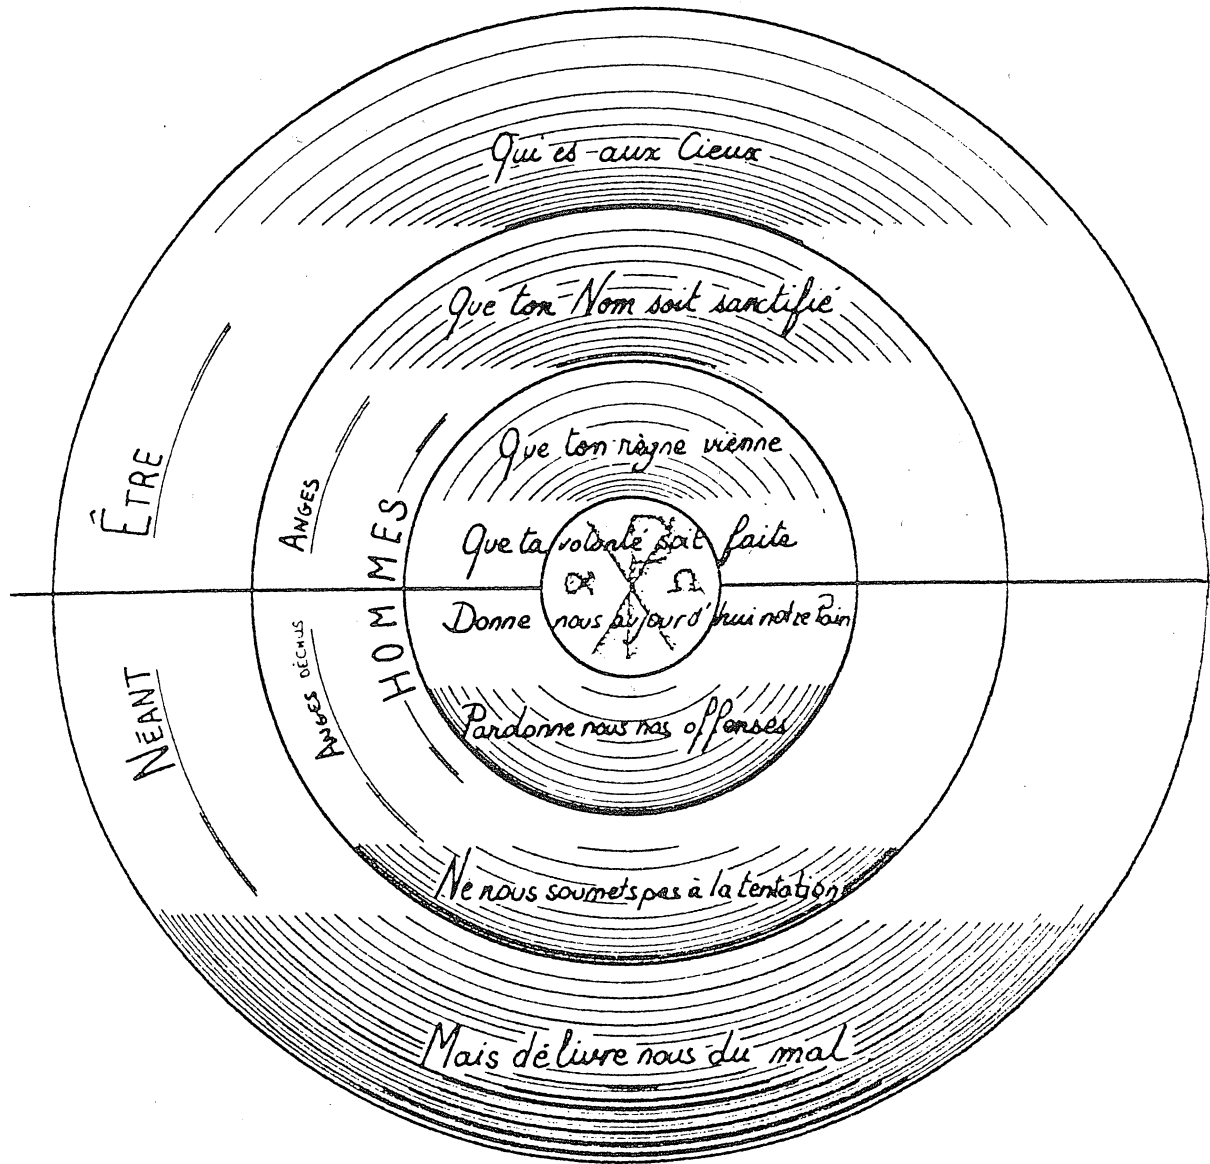 Qui es aux Cieux
Que ton Nom soit sanctifié
Que ton règne vienne
Que ta volonté soit faite
α Ω
Donne nous aujourd'hui notre Pain
Pardonne nous nos offenses
Ne nous soumets pas à la tentation
Mais délivre nous du mal
ÊTRE
NÉANT
ANGES
ANGES DÉCHUS
HOMMES